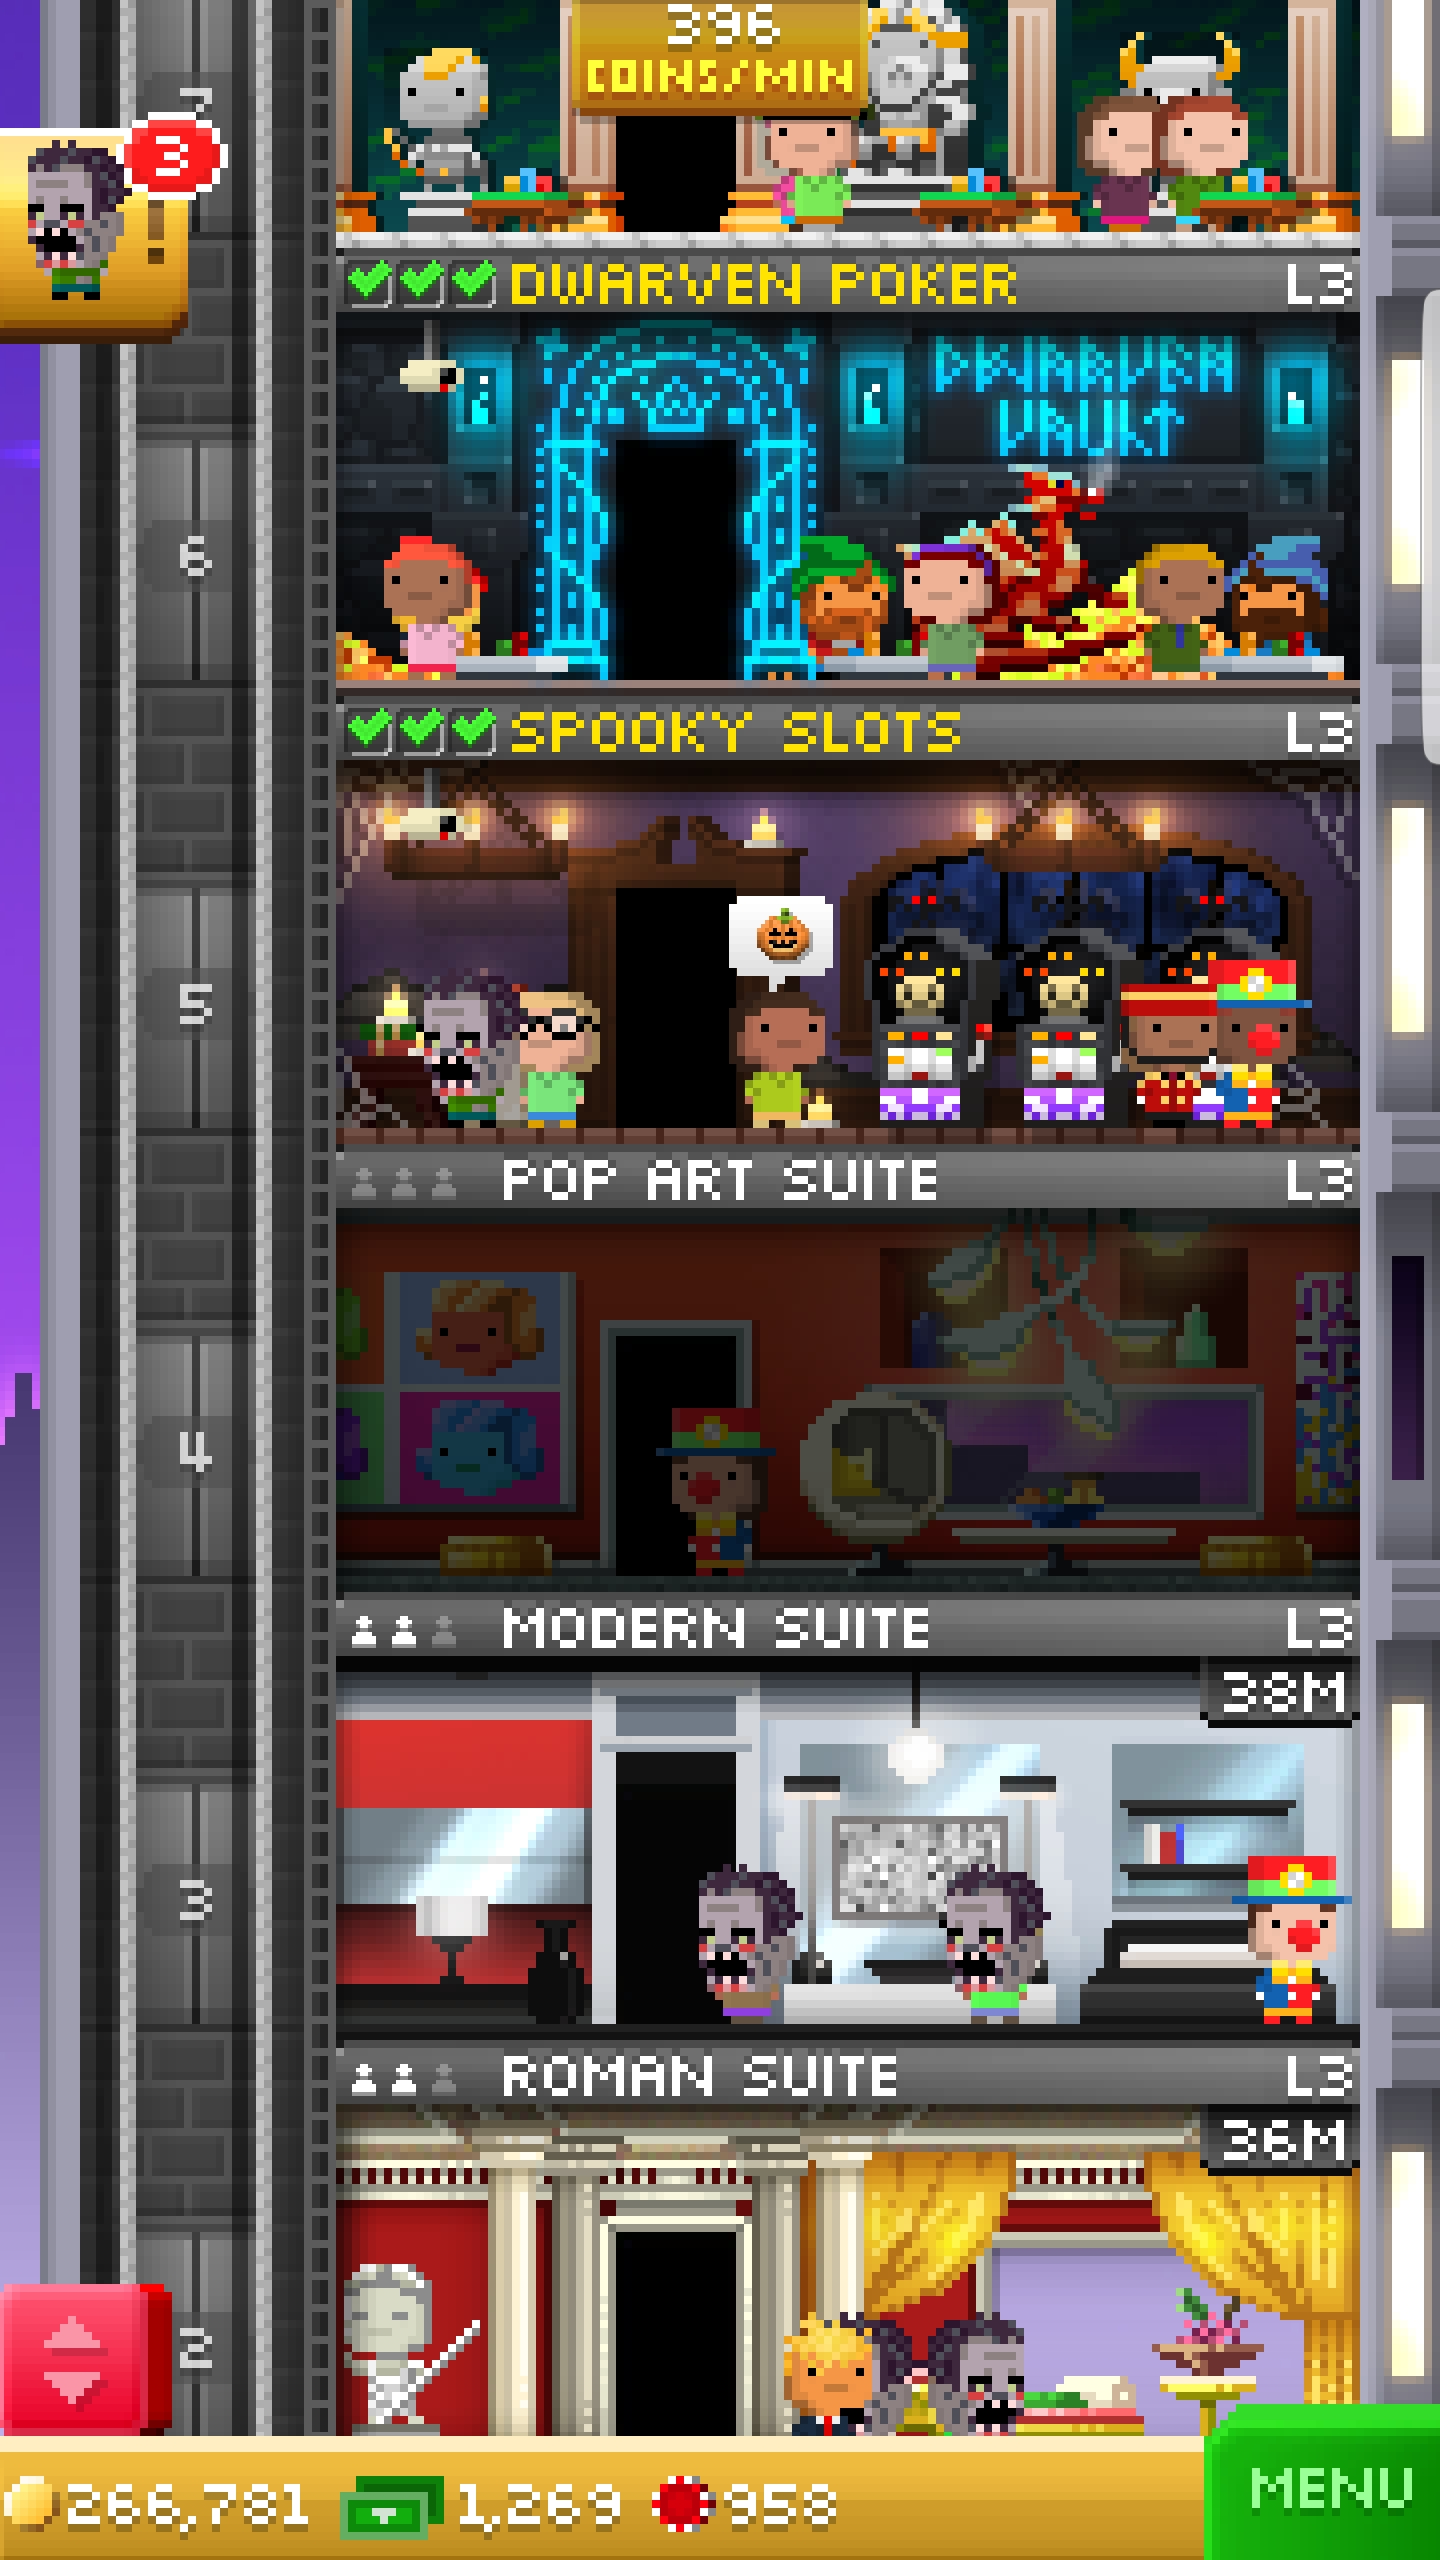 396
COINS/MIN
7
3
!
DWARVEN POKER L3
DWARVEN
VAULT
6
SPOOKY SLOTS L3
5
POP ART SUITE L3
4
MODERN SUITE L3
38M
3
ROMAN SUITE L3
36M
2
266,781 1,269 958
MENU